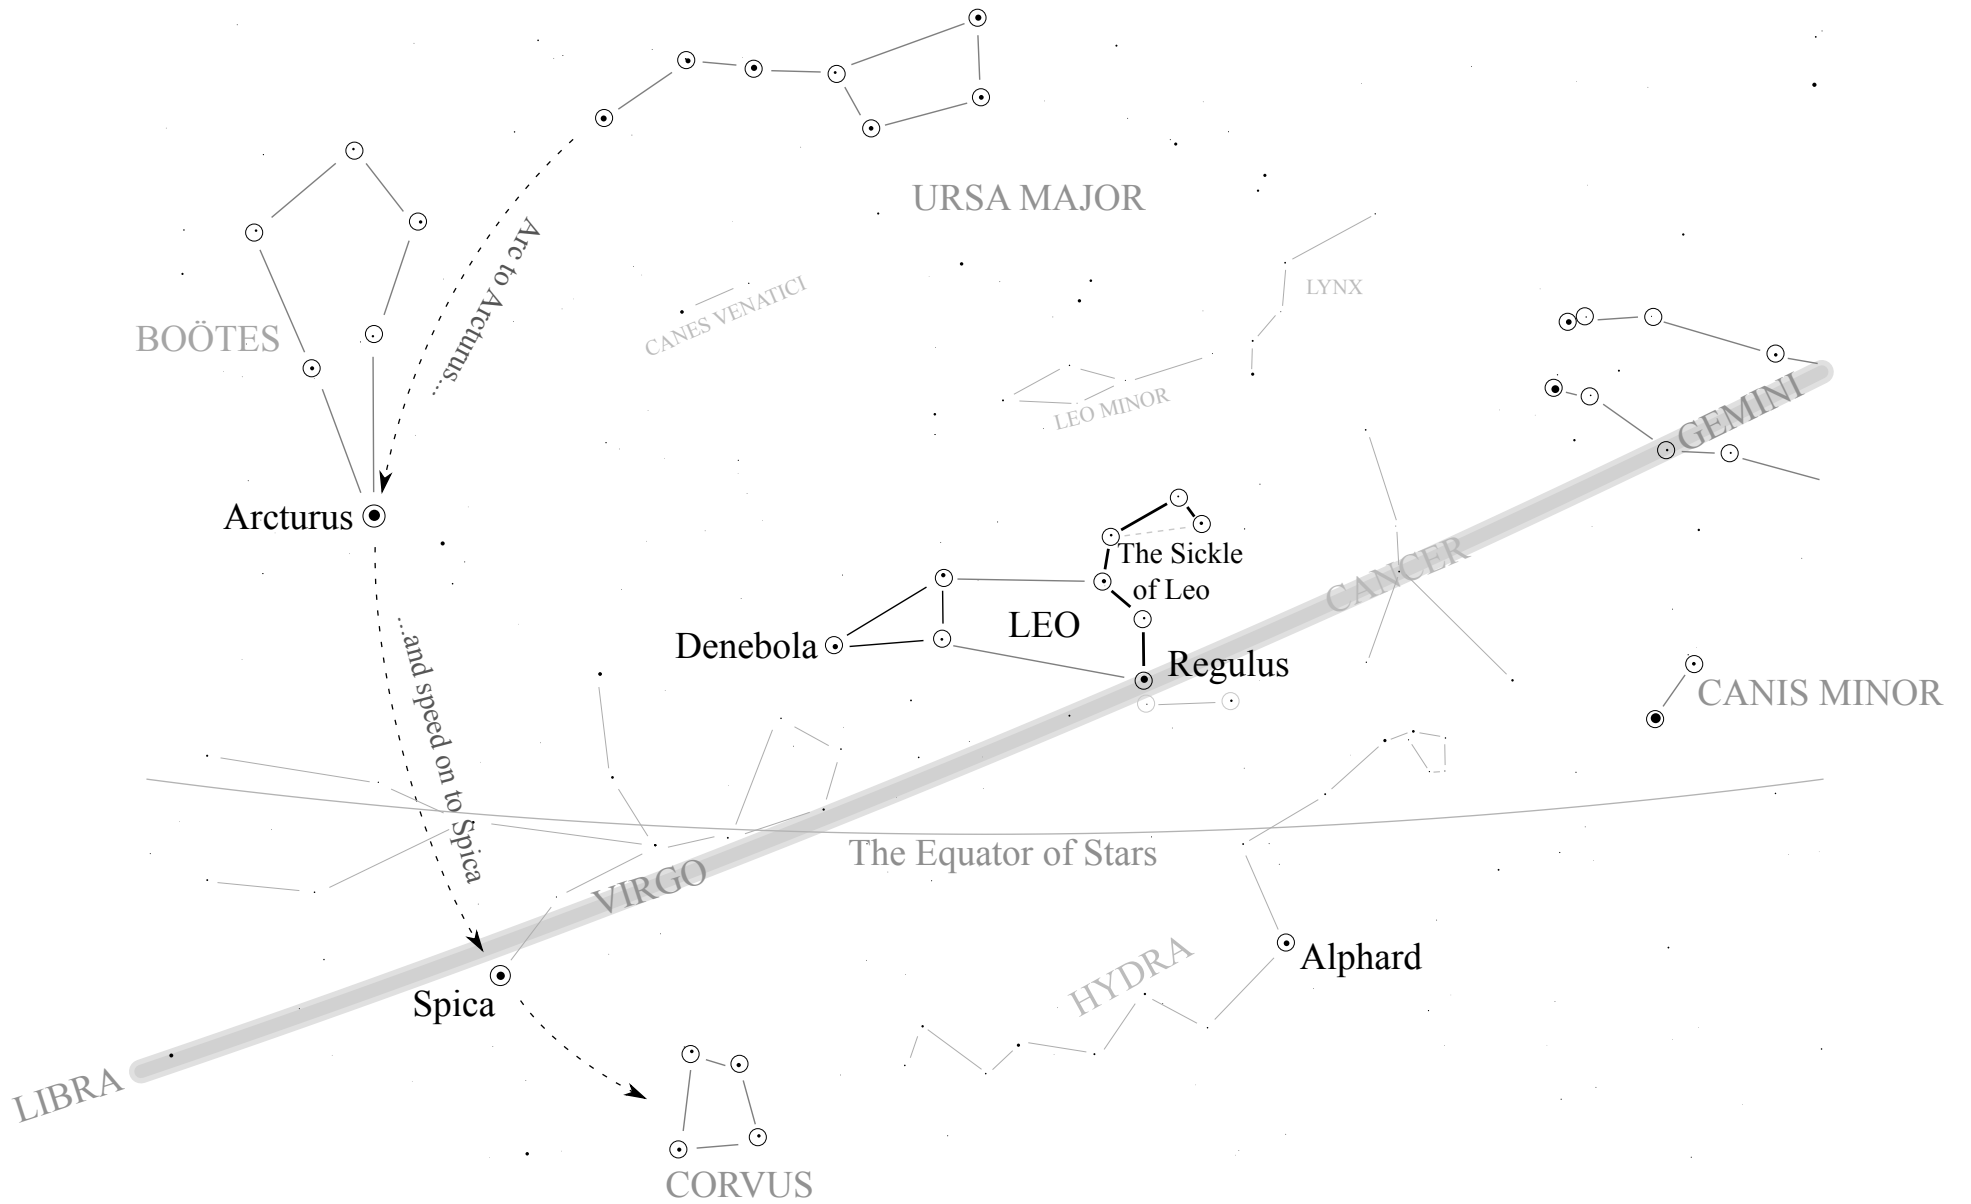 URSA MAJOR
Arc to Arcturus...
BOÖTES
CANES VENATICI
LYNX
LEO MINOR
GEMINI
Arcturus
The Sickle
of Leo
CANCER
LEO
Denebola
Regulus
CANIS MINOR
...and speed on to Spica
The Equator of Stars
VIRGO
HYDRA
Alphard
Spica
LIBRA
CORVUS